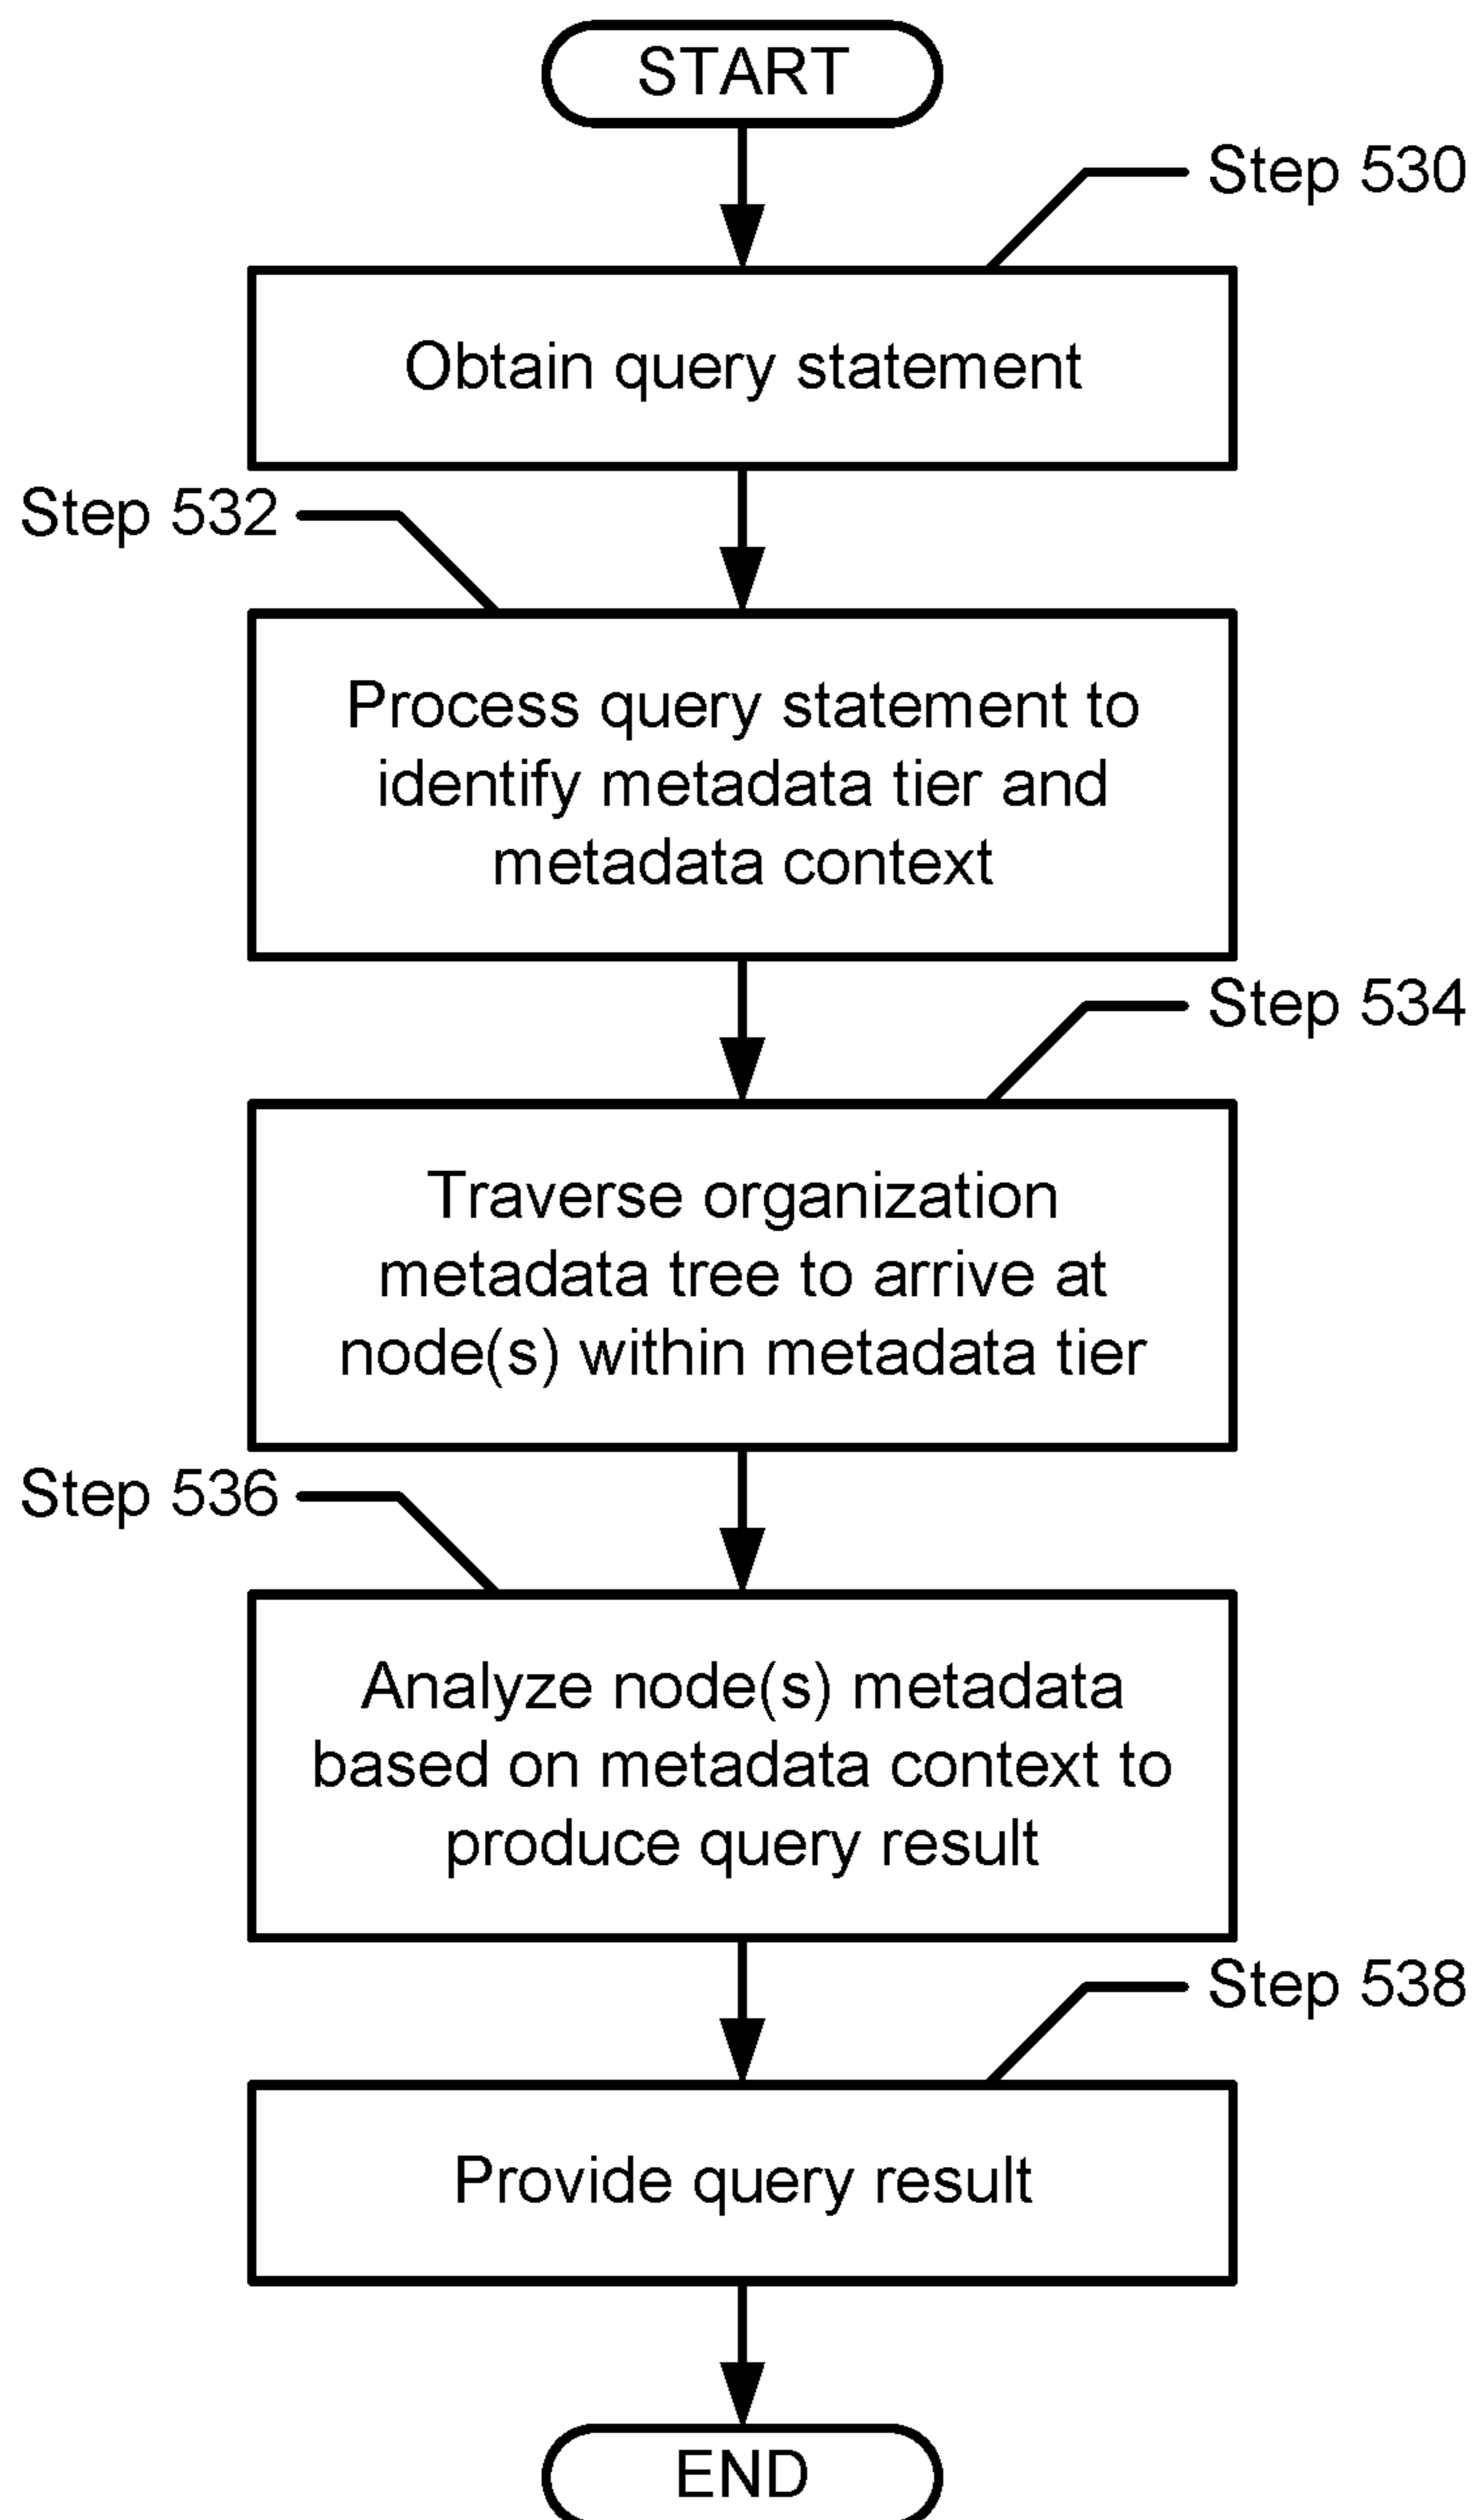 START
Step 530
Obtain query statement
Step 532
Process query statement to
identify metadata tier and
metadata context
Step 534
Traverse organization
metadata tree to arrive at
node(s) within metadata tier
Step 536
Analyze node(s) metadata
based on metadata context to
produce query result
Step 538
Provide query result
END